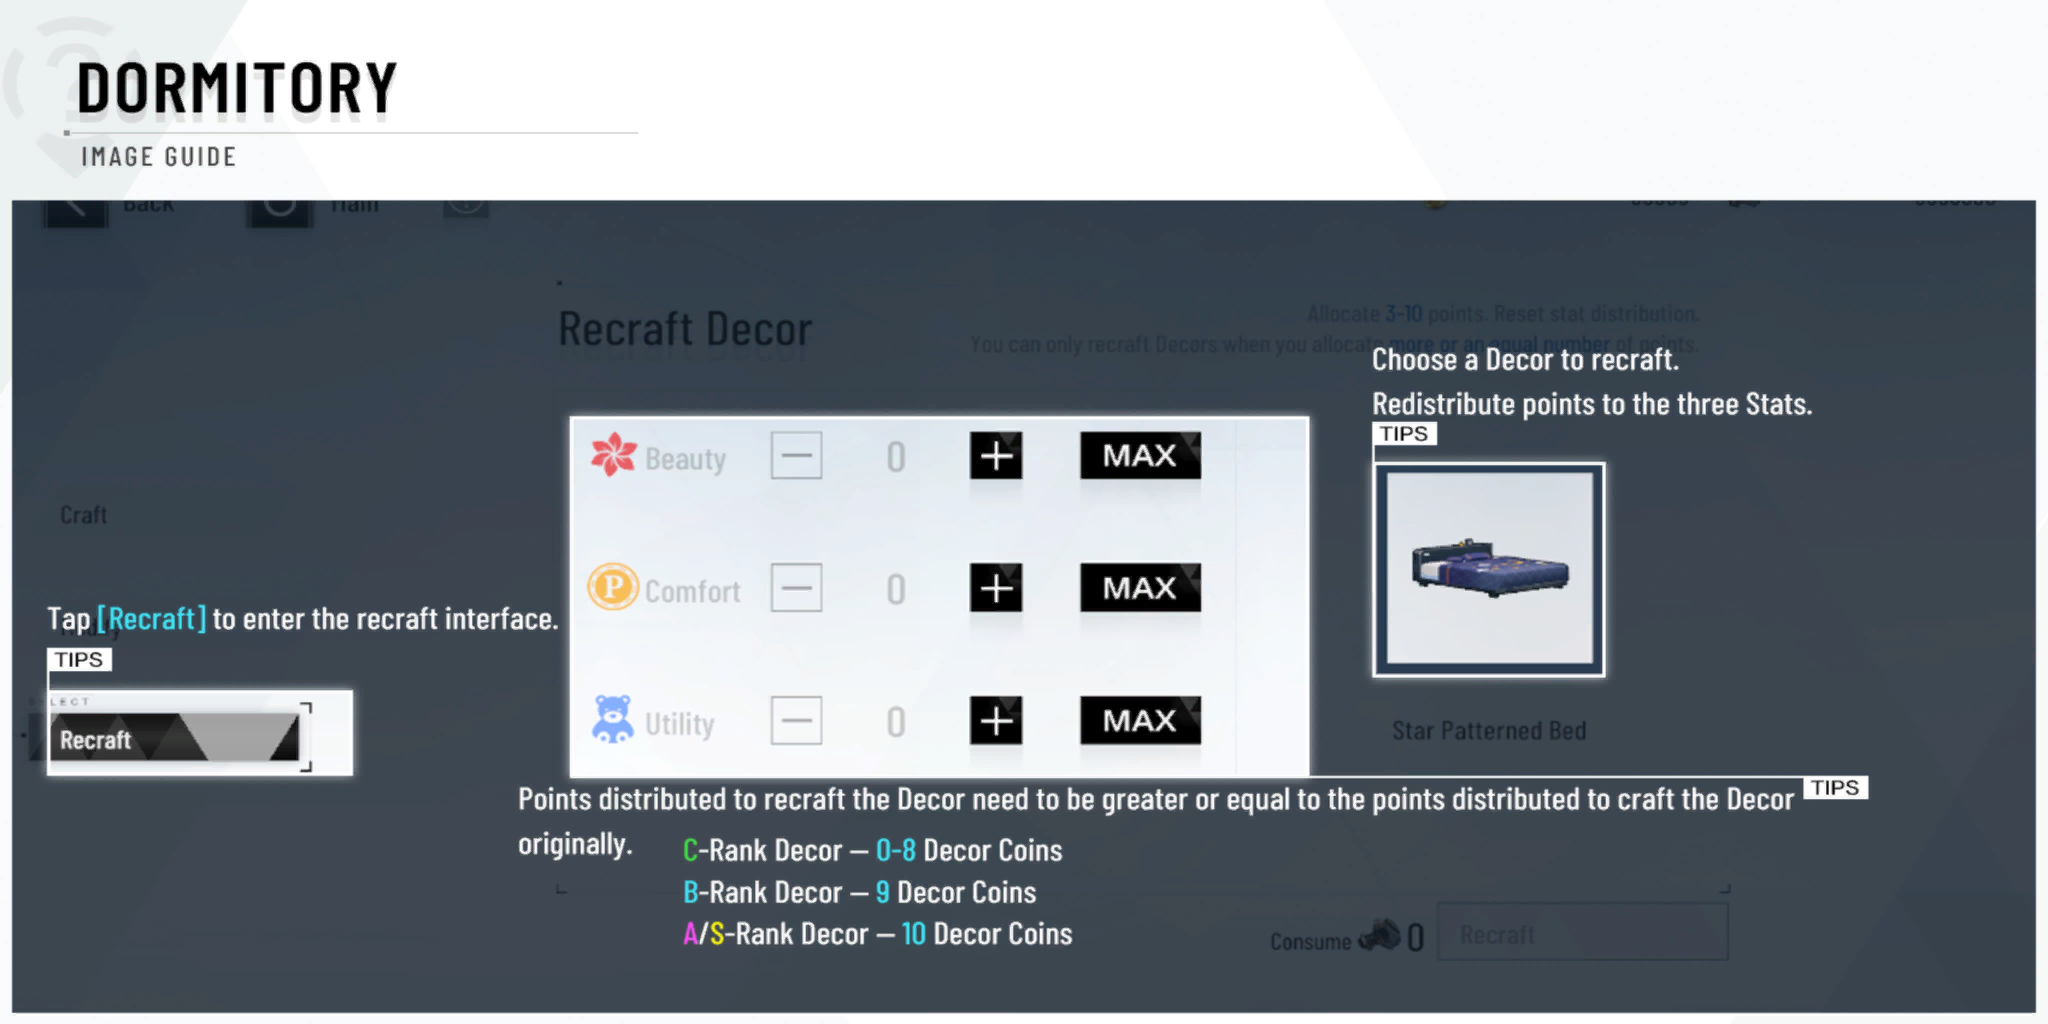 DORMITORY
IMAGE GUIDE
Back
Main
Recraft Decor
Allocate 3-10 points. Reset stat distribution.
You can only recraft Decors when you allocate more or an equal number of points.
Choose a Decor to recraft.
Redistribute points to the three Stats.
TIPS
Beauty 0 MAX
Craft
Comfort 0 MAX
Tap [Recraft] to enter the recraft interface.
TIPS
Recraft
Utility 0 MAX
Star Patterned Bed
TIPS
Points distributed to recraft the Decor need to be greater or equal to the points distributed to craft the Decor
originally.
C-Rank Decor — 0-8 Decor Coins
B-Rank Decor — 9 Decor Coins
A/S-Rank Decor — 10 Decor Coins
Consume 0 Recraft